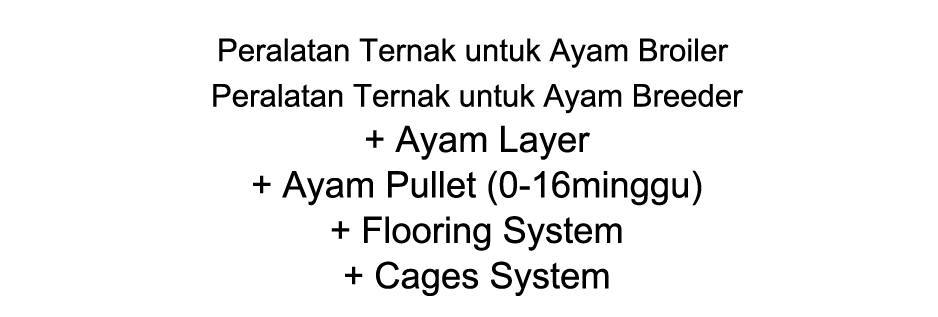 Peralatan Ternak untuk Ayam Broiler
Peralatan Ternak untuk Ayam Breeder
+ Ayam Layer
+ Ayam Pullet (0-16minggu)
+ Flooring System
+ Cages System